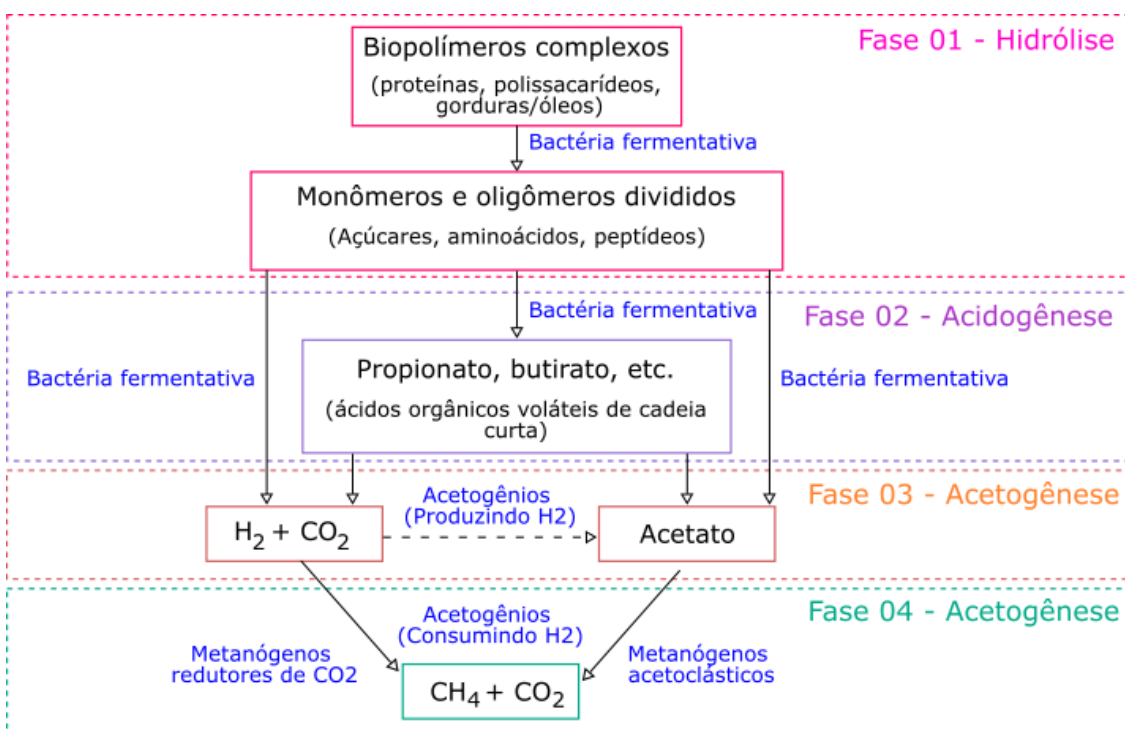 Fase 01 - Hidrólise
Biopolímeros complexos
(proteínas, polissacarídeos,
gorduras/óleos)
Bactéria fermentativa
Monômeros e oligômeros divididos
(Açúcares, aminoácidos, peptídeos)
Fase 02 - Acidogênese
Bactéria fermentativa
Bactéria fermentativa
Propionato, butirato, etc.
(ácidos orgânicos voláteis de cadeia
curta)
Bactéria fermentativa
Fase 03 - Acetogênese
Acetogênios
(Produzindo H2)
H2 + CO2
Acetato
Fase 04 - Acetogênese
Acetogênios
(Consumindo H2)
Metanógenos
redutores de CO2
Metanógenos
acetoclásticos
CH4 + CO2